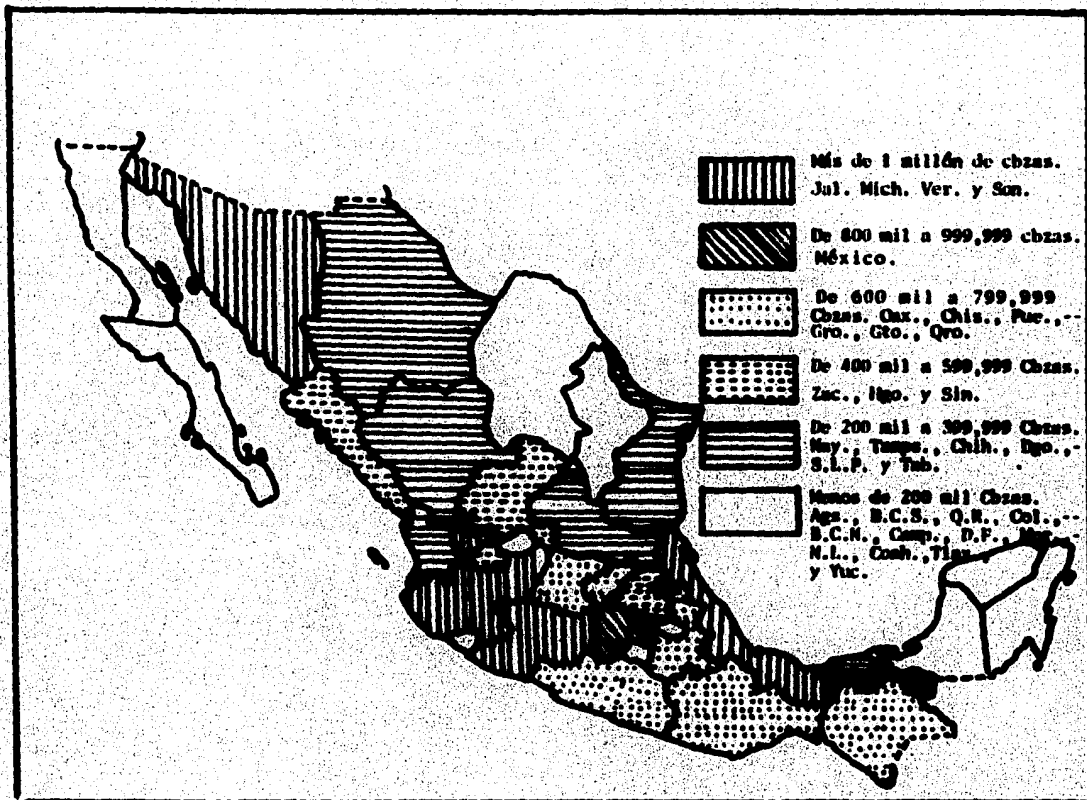 Más de 1 millón de cbzas.
Jal. Mich. Ver. y Son.
De 800 mil a 999,999 cbzas.
México.
De 600 mil a 799,999
Cbzas. Oax., Chis., Pue.,--
Gro., Gto., Qro.
De 400 mil a 599,999 Cbzas.
Zac., Hgo. y Sin.
De 200 mil a 399,999 Cbzas.
Nay., Tamps., Chih., Dgo.,-
S.L.P. y Tab.
Menos de 200 mil Cbzas.
Ags., B.C.S., Q.R., Col.,--
B.C.N., Camp., D.F., Mor.,-
N.L., Coah., Tlax.
y Yuc.